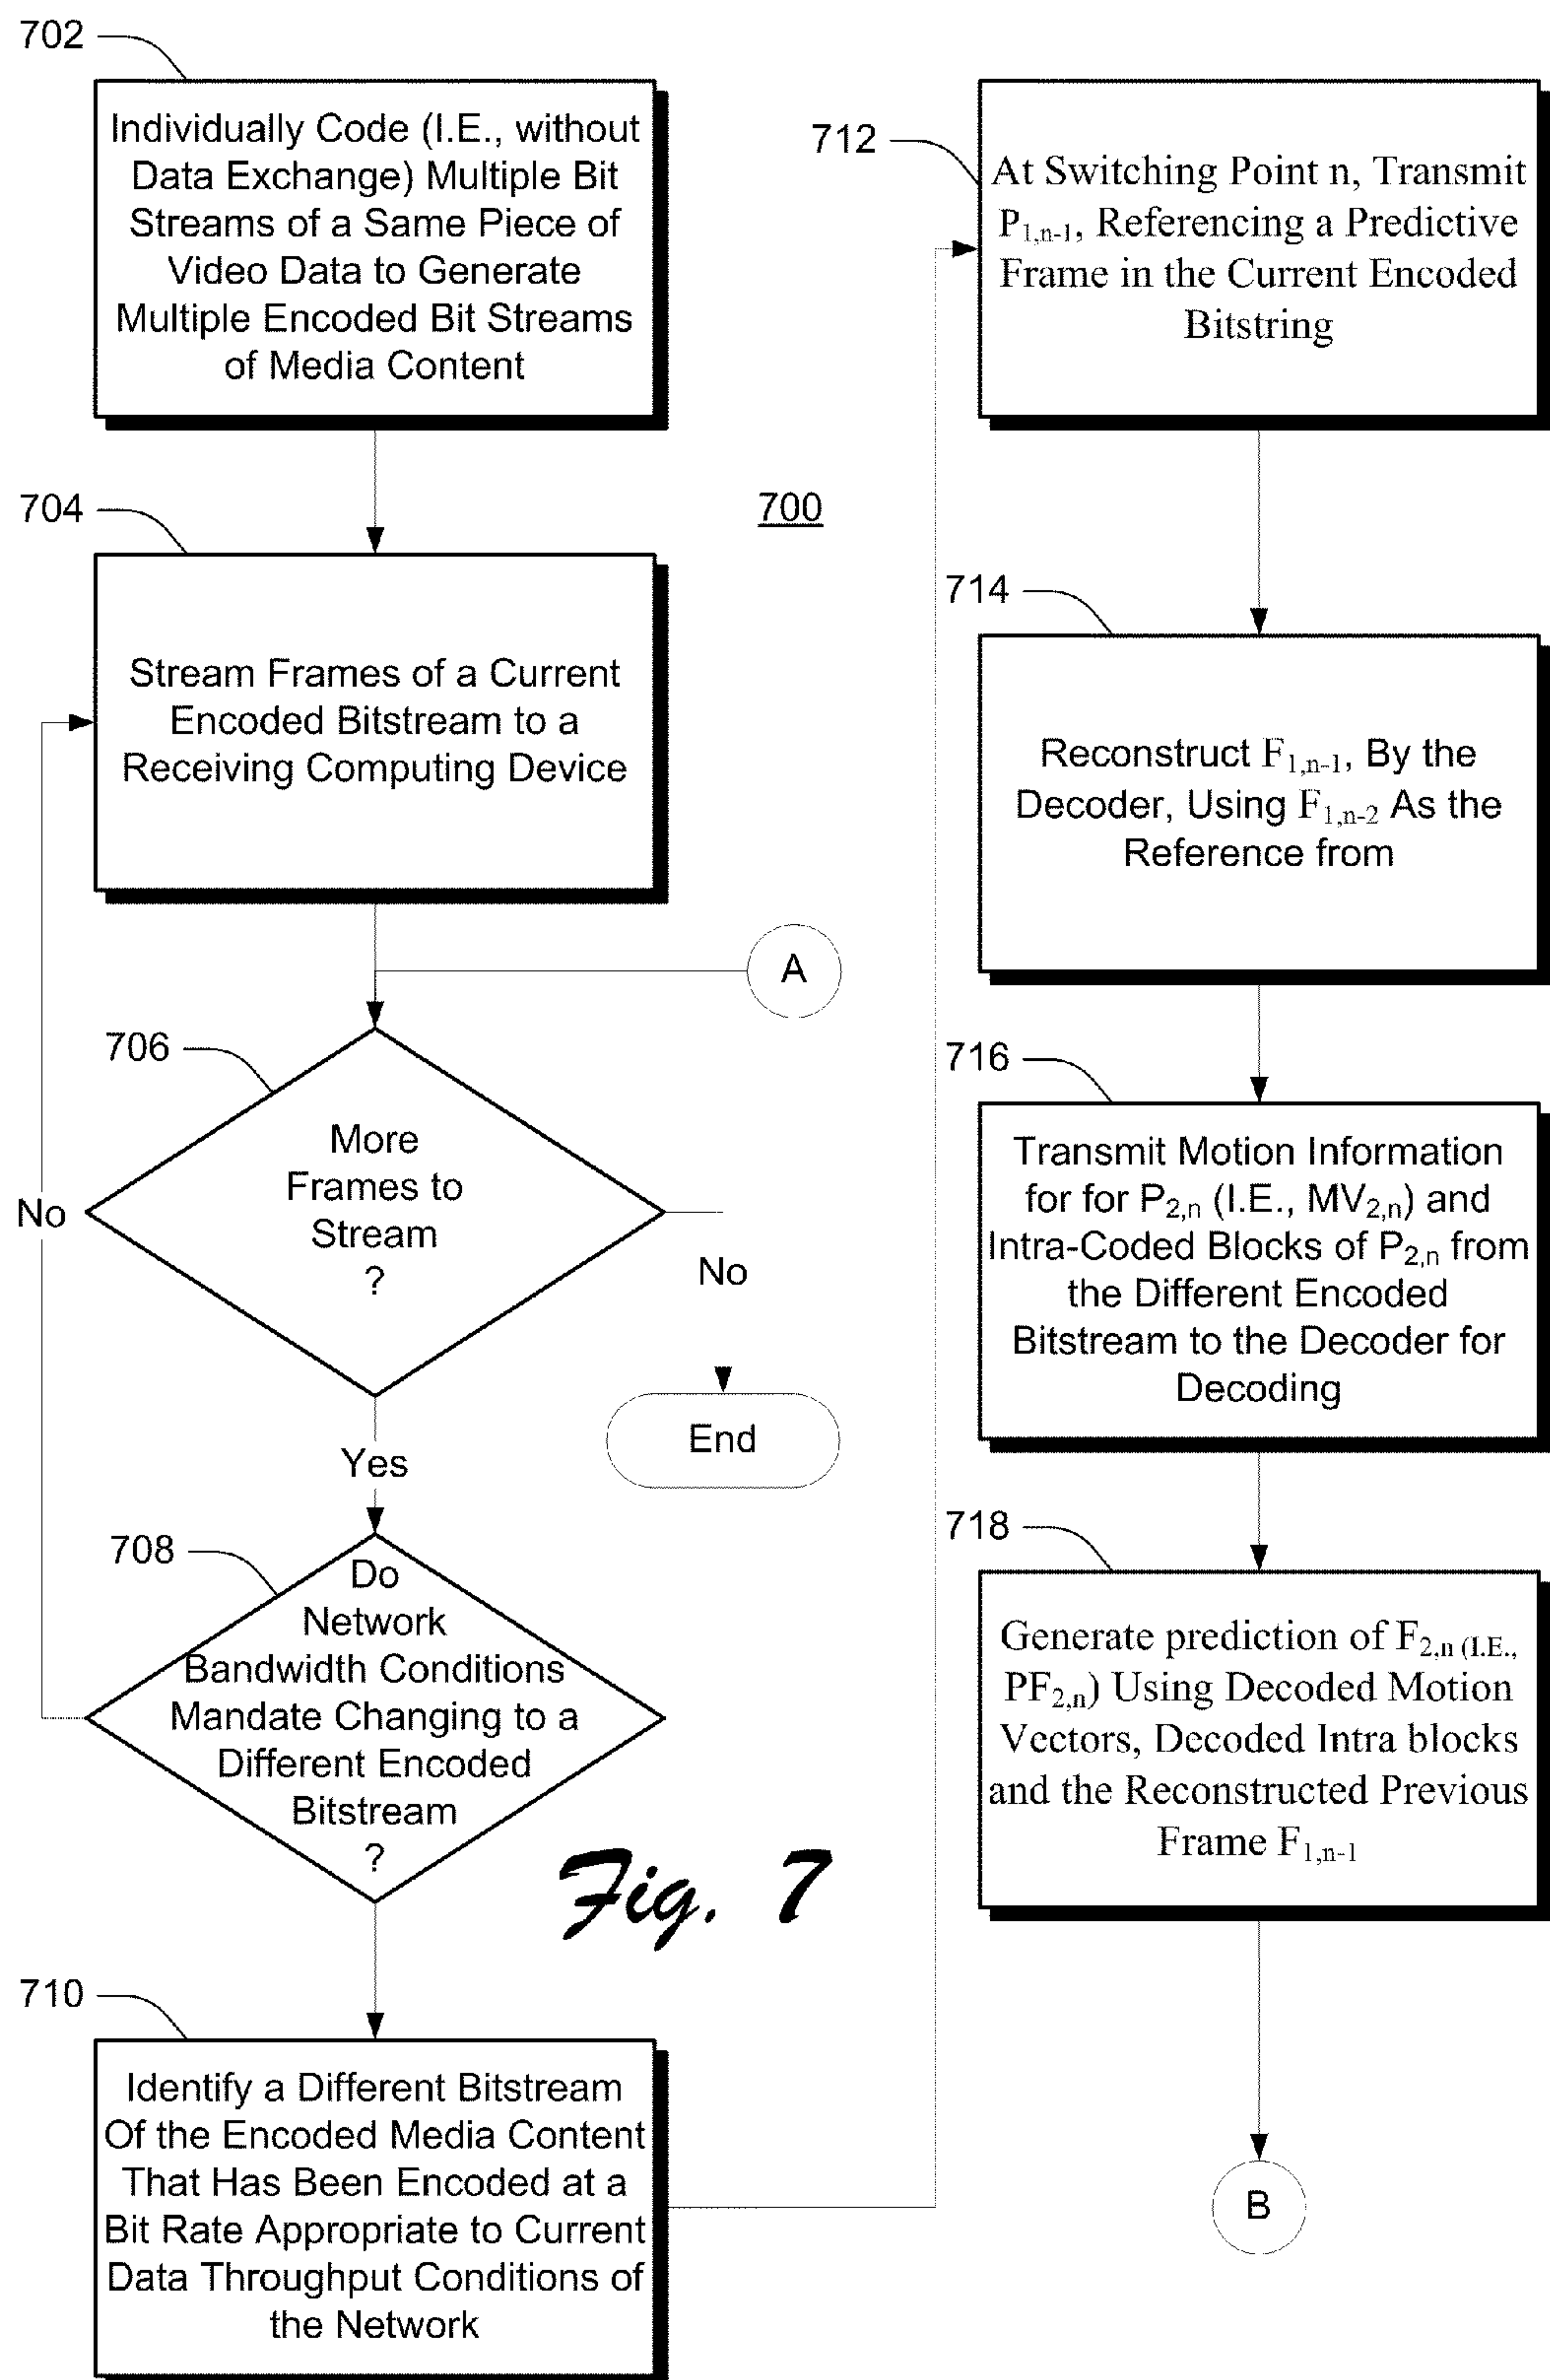 702
Individually Code (I.E., without
Data Exchange) Multiple Bit
Streams of a Same Piece of
Video Data to Generate
Multiple Encoded Bit Streams
of Media Content
704
Stream Frames of a Current
Encoded Bitstream to a
Receiving Computing Device
700
A
706
More
Frames to
Stream
?
No
No
End
Yes
708
Do
Network
Bandwidth Conditions
Mandate Changing to a
Different Encoded
Bitstream
?
Fig. 7
710
Identify a Different Bitstream
Of the Encoded Media Content
That Has Been Encoded at a
Bit Rate Appropriate to Current
Data Throughput Conditions of
the Network
712
At Switching Point n, Transmit
P1,n-1, Referencing a Predictive
Frame in the Current Encoded
Bitstring
714
Reconstruct F1,n-1, By the
Decoder, Using F1,n-2 As the
Reference from
716
Transmit Motion Information
for for P2,n (I.E., MV2,n) and
Intra-Coded Blocks of P2,n from
the Different Encoded
Bitstream to the Decoder for
Decoding
718
Generate prediction of F2,n (I.E.,
PF2,n) Using Decoded Motion
Vectors, Decoded Intra blocks
and the Reconstructed Previous
Frame F1,n-1
B